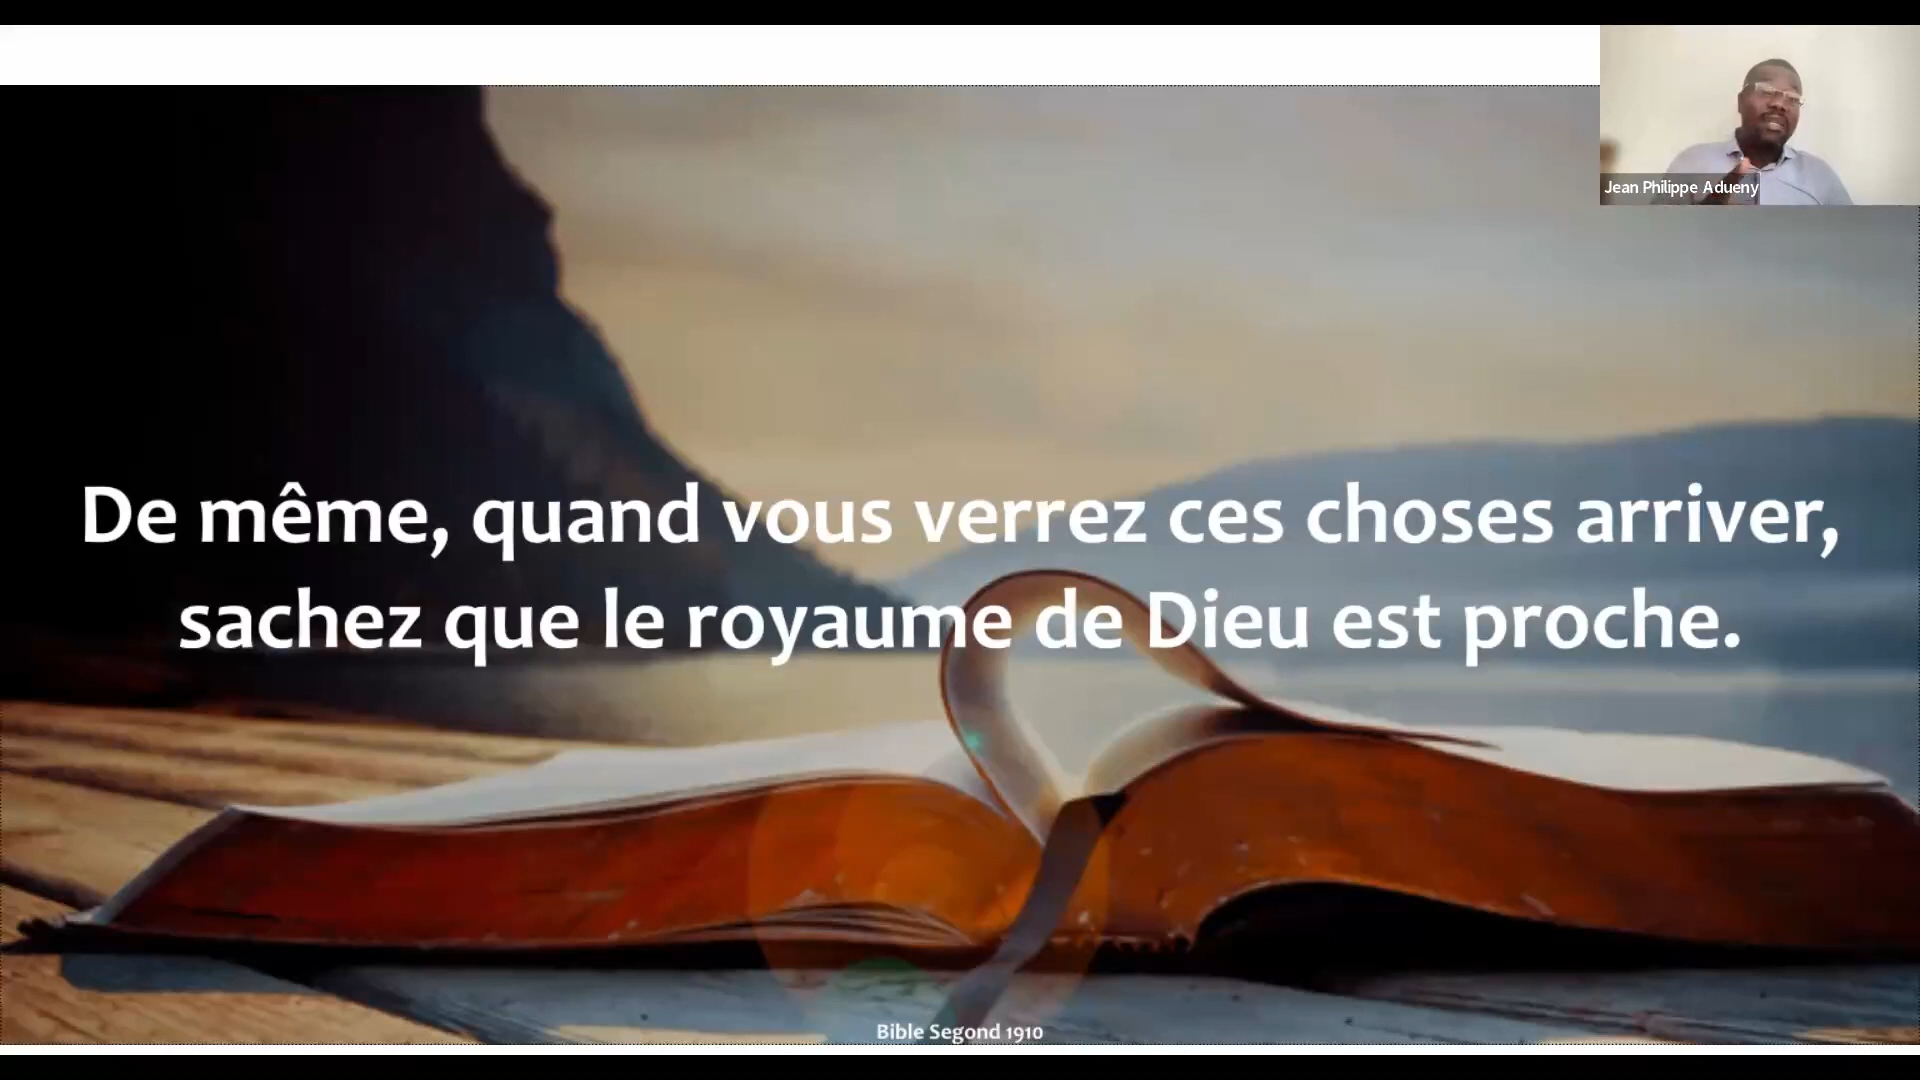 Jean Philippe Adueny
De même, quand vous verrez ces choses arriver,
sachez que le royaume de Dieu est proche.
Bible Segond 1910